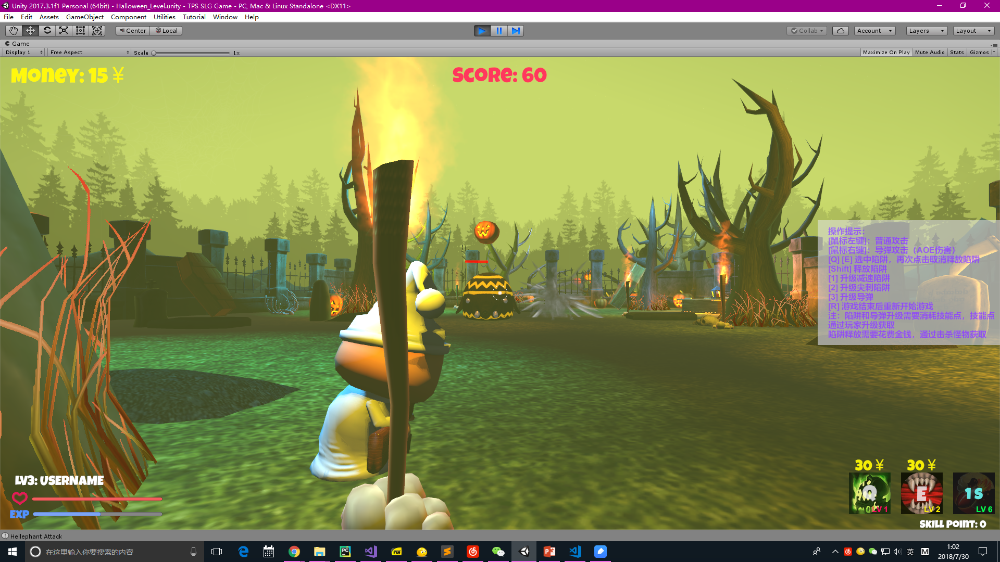 Unity 2017.3.1f1 Personal (64bit) - Halloween_Level.unity - TPS SLG Game - PC, Mac & Linux Standalone <DX11>
File Edit Assets GameObject Component Utilities Tutorial Window Help
Center Local Collab Account Layers Layout
Game
Display 1 Free Aspect Scale 1x Maximize On Play Mute Audio Stats Gizmos
Money: 15 ¥
Score: 60
操作提示：
[鼠标左键]：普通攻击
[鼠标右键]：导弹攻击（AOE伤害）
[Q] [E] 选中陷阱，再次点击取消释放陷阱
[Shift] 释放陷阱
[1] 升级减速陷阱
[2] 升级尖刺陷阱
[3] 升级导弹
[R] 游戏结束后重新开始游戏
注：陷阱和导弹升级需要消耗技能点，技能点
通过玩家升级获取
陷阱释放需要花费金钱，通过击杀怪物获取
30 ¥ 30 ¥
Q E 1 S
LV 1 LV 2 LV 6
Skill Point: 0
LV3: USERNAME
EXP
Hellephant Attack
在这里输入你要搜索的内容
英 M
1:02
2018/7/30